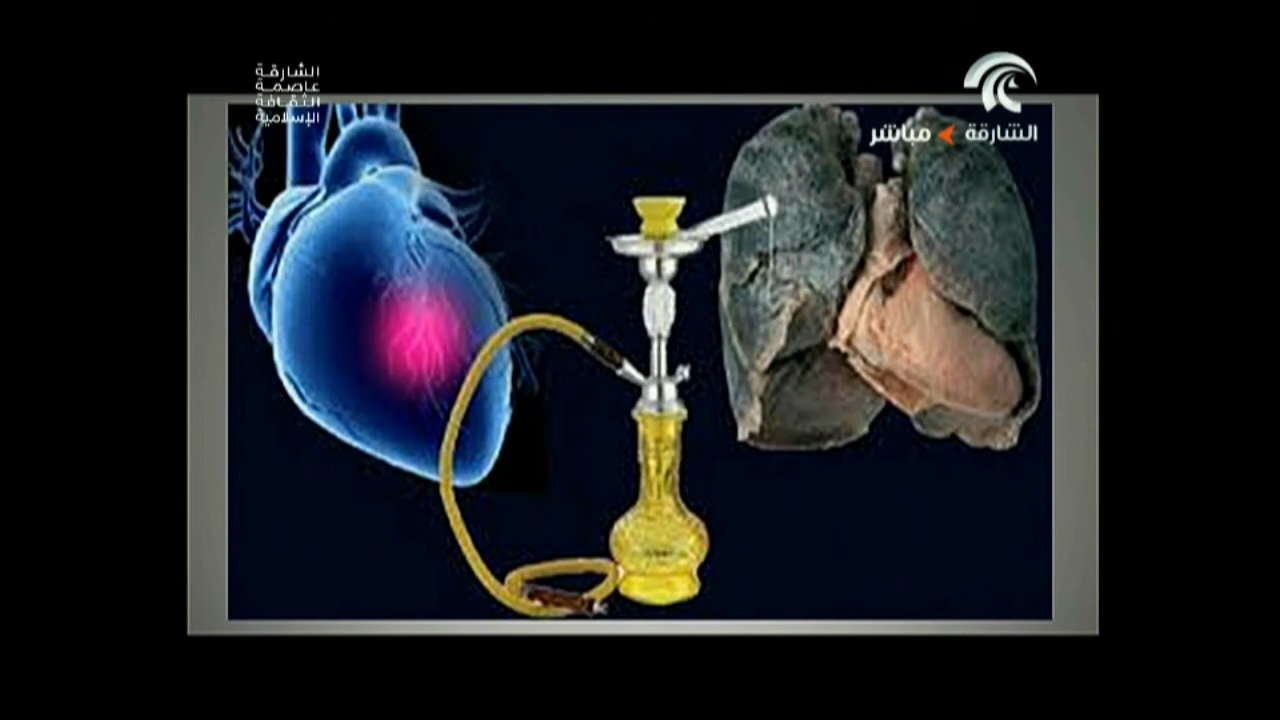 الشارقة
عاصمة
الثقافة
الإسلامية
الشارقة مباشر